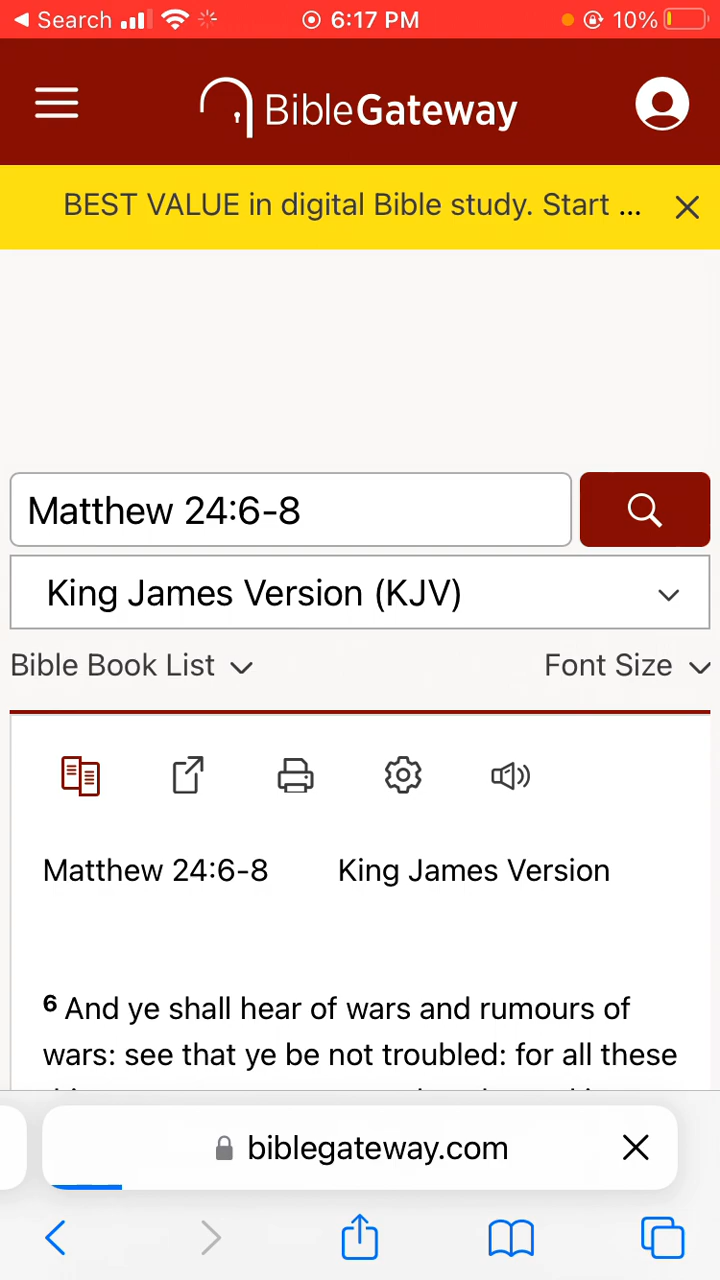 Search 6:17 PM 10%
BibleGateway
BEST VALUE in digital Bible study. Start ...
Matthew 24:6-8
King James Version (KJV)
Bible Book List Font Size
Matthew 24:6-8 King James Version
6 And ye shall hear of wars and rumours of
wars: see that ye be not troubled: for all these
biblegateway.com